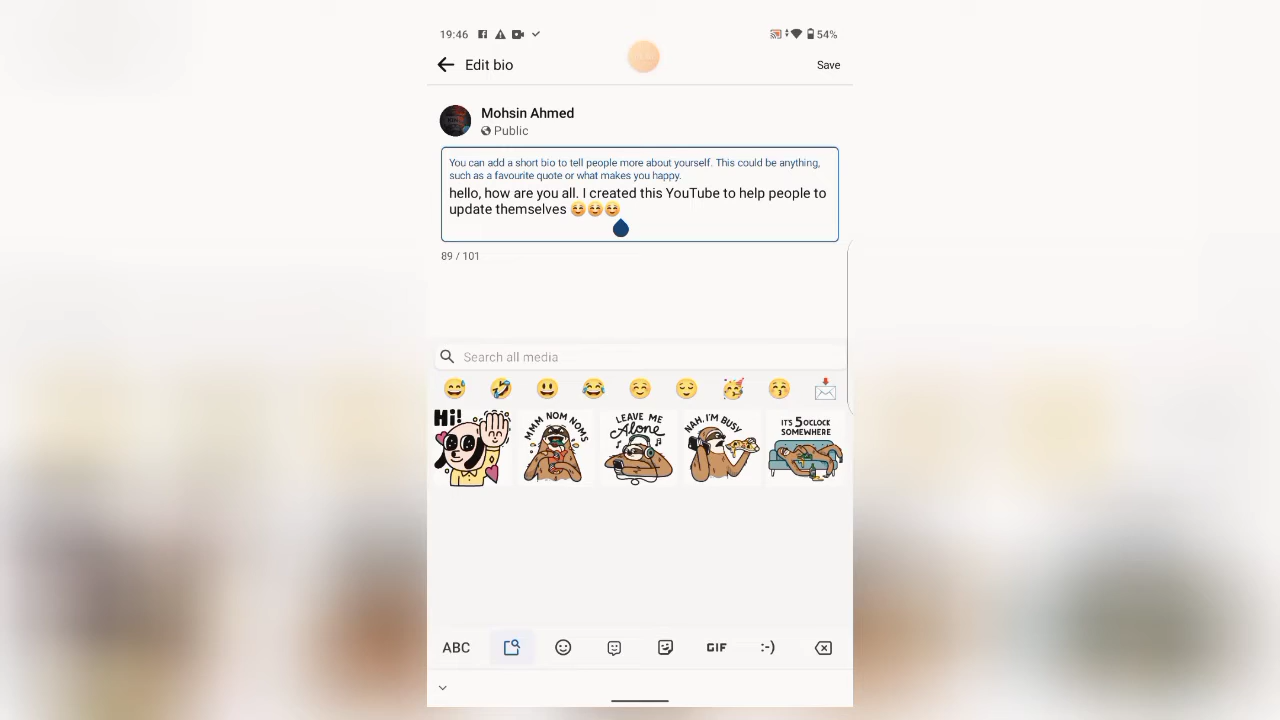 19:46 54%
Edit bio Save
Mohsin Ahmed
Public
You can add a short bio to tell people more about yourself. This could be anything,
such as a favourite quote or what makes you happy.
hello, how are you all. I created this YouTube to help people to
update themselves 😊😊😊
89 / 101
Search all media
Hi!
MMM NOM NOMS
LEAVE ME
Alone
NAH, I'M BUSY
IT'S 5 O'CLOCK
SOMEWHERE
ABC GIF :-)